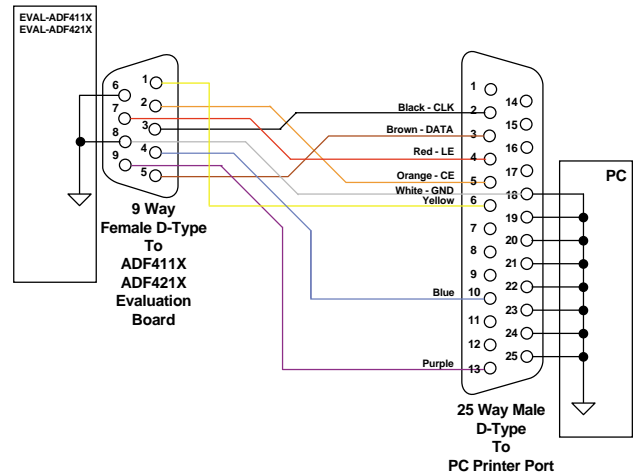 EVAL-ADF411X
EVAL-ADF421X
6
7
8
9
1
2
3
4
5
9 Way
Female D-Type
To
ADF411X
ADF421X
Evaluation
Board
Black - CLK
Brown - DATA
Red - LE
Orange - CE
White - GND
Yellow
Blue
Purple
1
2
3
4
5
6
7
8
9
10
11
12
13
14
15
16
17
18
19
20
21
22
23
24
25
25 Way Male
D-Type
To
PC Printer Port
PC